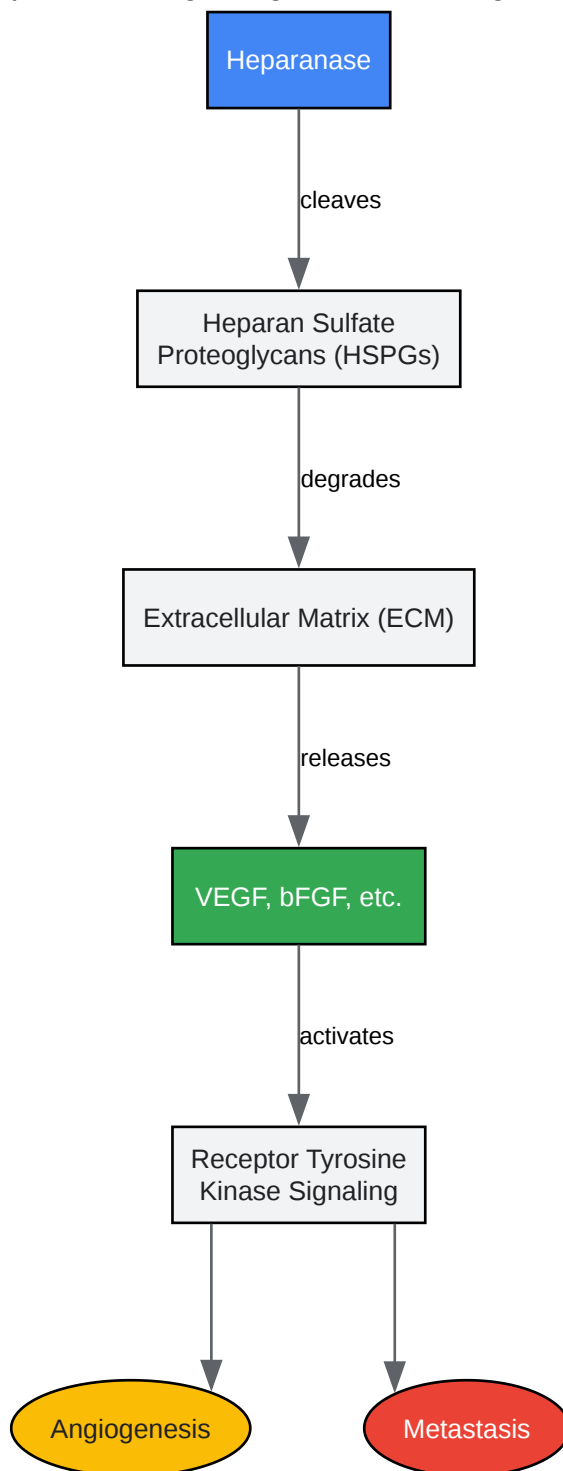 Heparanase
cleaves
Heparan Sulfate
Proteoglycans (HSPGs)
degrades
Extracellular Matrix (ECM)
releases
VEGF, bFGF, etc.
activates
Receptor Tyrosine
Kinase Signaling
Angiogenesis
Metastasis